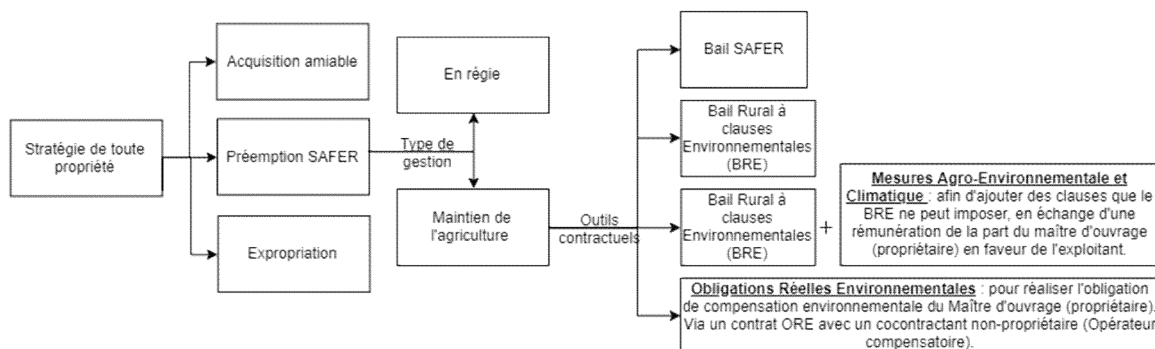 Stratégie de toute
propriété
Acquisition amiable
Préemption SAFER
Expropriation
Type de
gestion
En régie
Maintien de
l'agriculture
Outils
contractuels
Bail SAFER
Bail Rural à
clauses
Environnementales
(BRE)
Bail Rural à
clauses
Environnementales
(BRE)
+
Mesures Agro-Environnementale et
Climatique : afin d'ajouter des clauses que le
BRE ne peut imposer, en échange d'une
rémunération de la part du maître d'ouvrage
(propriétaire) en faveur de l'exploitant.
Obligations Réelles Environnementales : pour réaliser l'obligation
de compensation environnementale du Maître d'ouvrage (propriétaire).
Via un contrat ORE avec un cocontractant non-propriétaire (Opérateur
compensatoire).